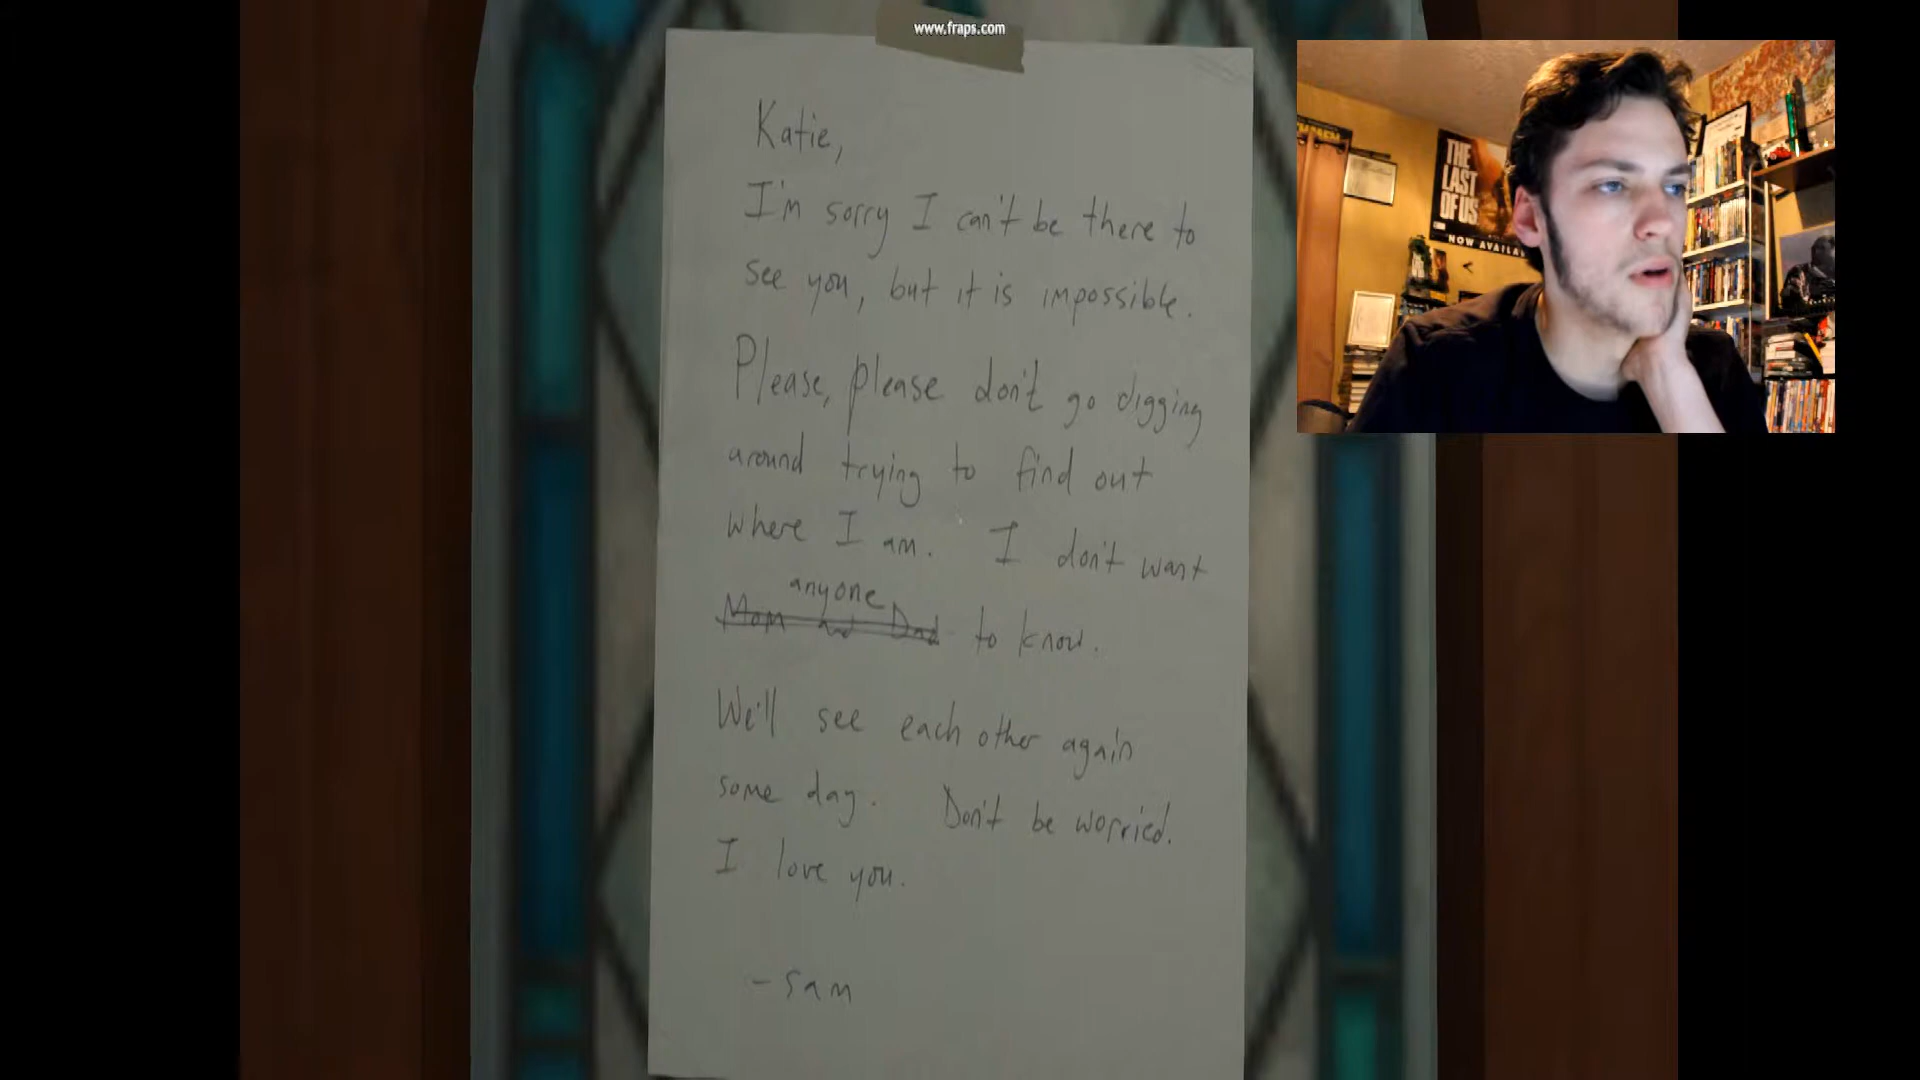 www.fraps.com
Katie,
I'm sorry I can't be there to
see you, but it is impossible.
Please, please don't go digging
around trying to find out
where I am. I don't want
anyone
Mom and Dad to know.
We'll see each other again
some day. Don't be worried.
I love you.
- Sam
THE
LAST
OF US
NOW AVAILA